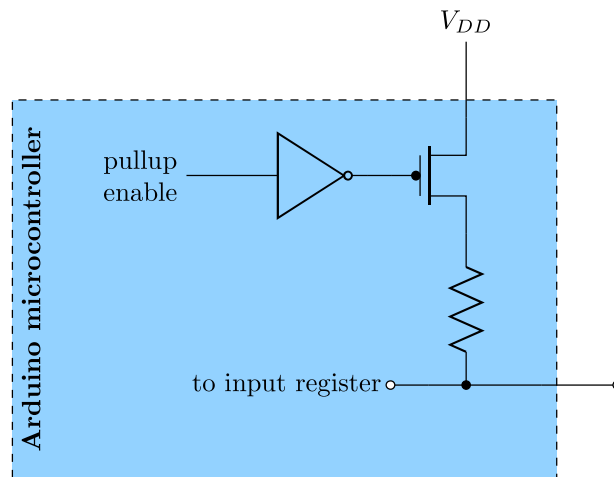 V_DD
Arduino microcontroller
pullup
enable
to input register